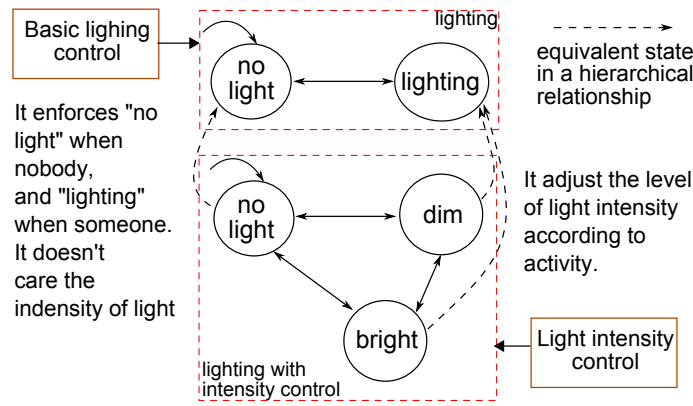 Basic lighing
control
lighting
no
light
lighting
equivalent state
in a hierarchical
relationship
It enforces "no
light" when
nobody,
and "lighting"
when someone.
It doesn't
care the
indensity of light
no
light
dim
bright
It adjust the level
of light intensity
according to
activity.
lighting with
intensity control
Light intensity
control